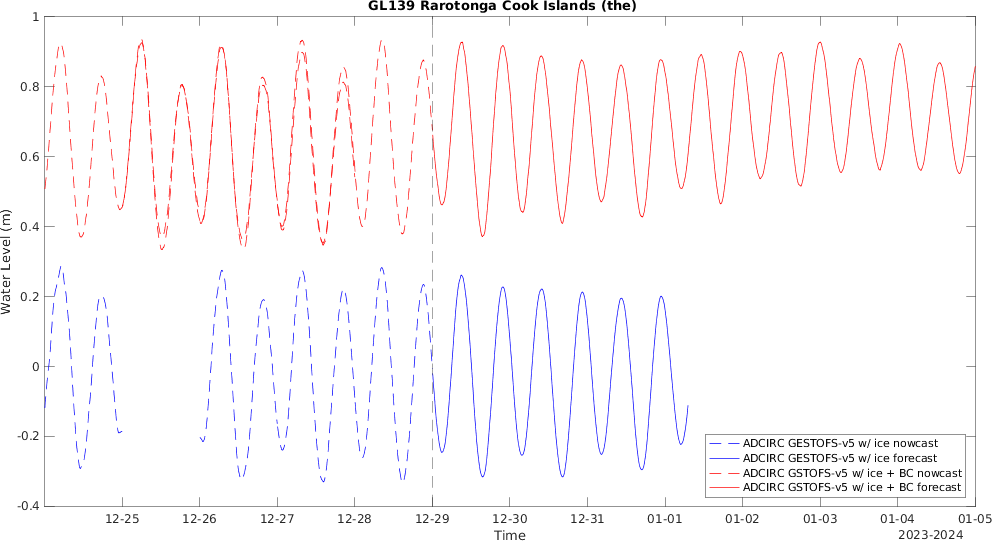 GL139 Rarotonga Cook Islands (the)
1
0.8
0.6
0.4
0.2
0
-0.2
-0.4
Water Level (m)
12-25 12-26 12-27 12-28 12-29 12-30 12-31 01-01 01-02 01-03 01-04 01-05
Time
2023-2024
ADCIRC GESTOFS-v5 w/ ice nowcast
ADCIRC GESTOFS-v5 w/ ice forecast
ADCIRC GSTOFS-v5 w/ ice + BC nowcast
ADCIRC GSTOFS-v5 w/ ice + BC forecast